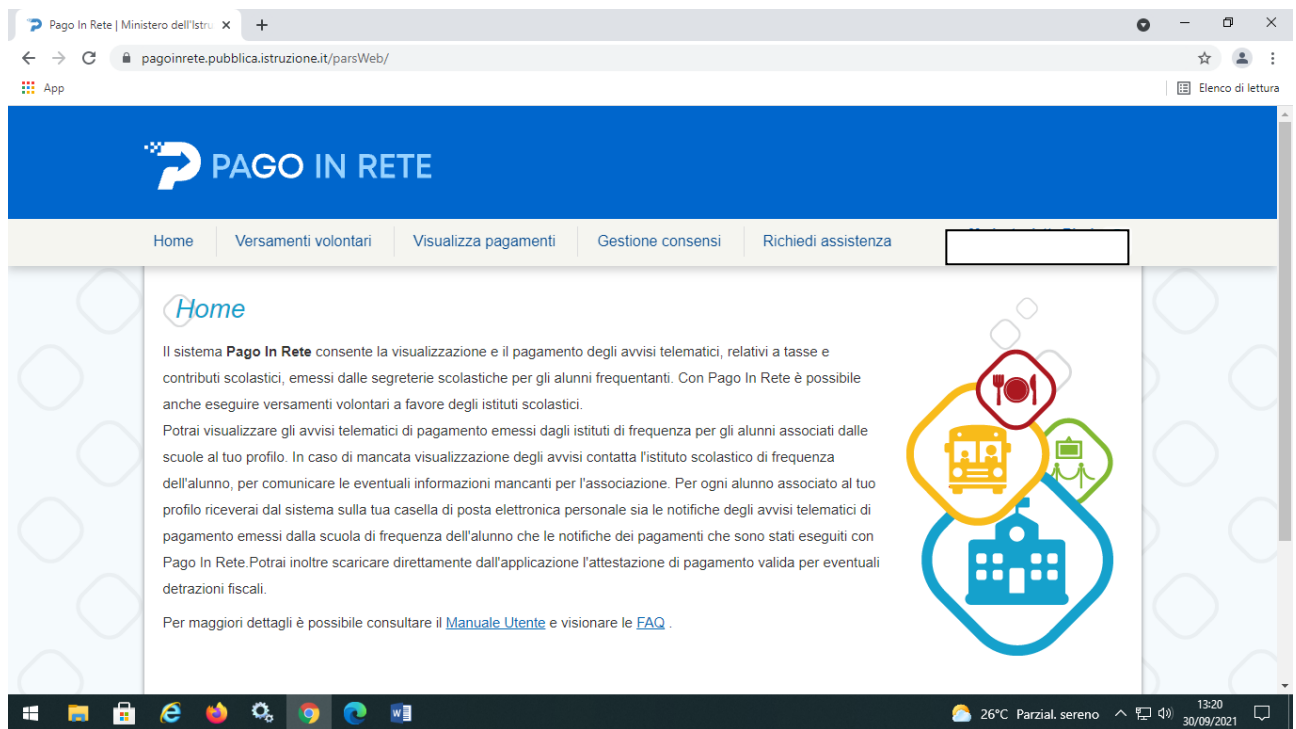 Pago In Rete | Ministero dell'Istru
pagoinrete.pubblica.istruzione.it/parsWeb/
App
Elenco di lettura
PAGO IN RETE
Home Versamenti volontari Visualizza pagamenti Gestione consensi Richiedi assistenza
Home
Il sistema Pago In Rete consente la visualizzazione e il pagamento degli avvisi telematici, relativi a tasse e
contributi scolastici, emessi dalle segreterie scolastiche per gli alunni frequentanti. Con Pago In Rete è possibile
anche eseguire versamenti volontari a favore degli istituti scolastici.
Potrai visualizzare gli avvisi telematici di pagamento emessi dagli istituti di frequenza per gli alunni associati dalle
scuole al tuo profilo. In caso di mancata visualizzazione degli avvisi contatta l'istituto scolastico di frequenza
dell'alunno, per comunicare le eventuali informazioni mancanti per l'associazione. Per ogni alunno associato al tuo
profilo riceverai dal sistema sulla tua casella di posta elettronica personale sia le notifiche degli avvisi telematici di
pagamento emessi dalla scuola di frequenza dell'alunno che le notifiche dei pagamenti che sono stati eseguiti con
Pago In Rete.Potrai inoltre scaricare direttamente dall'applicazione l'attestazione di pagamento valida per eventuali
detrazioni fiscali.
Per maggiori dettagli è possibile consultare il Manuale Utente e visionare le FAQ .
26°C Parzial. sereno
13:20
30/09/2021